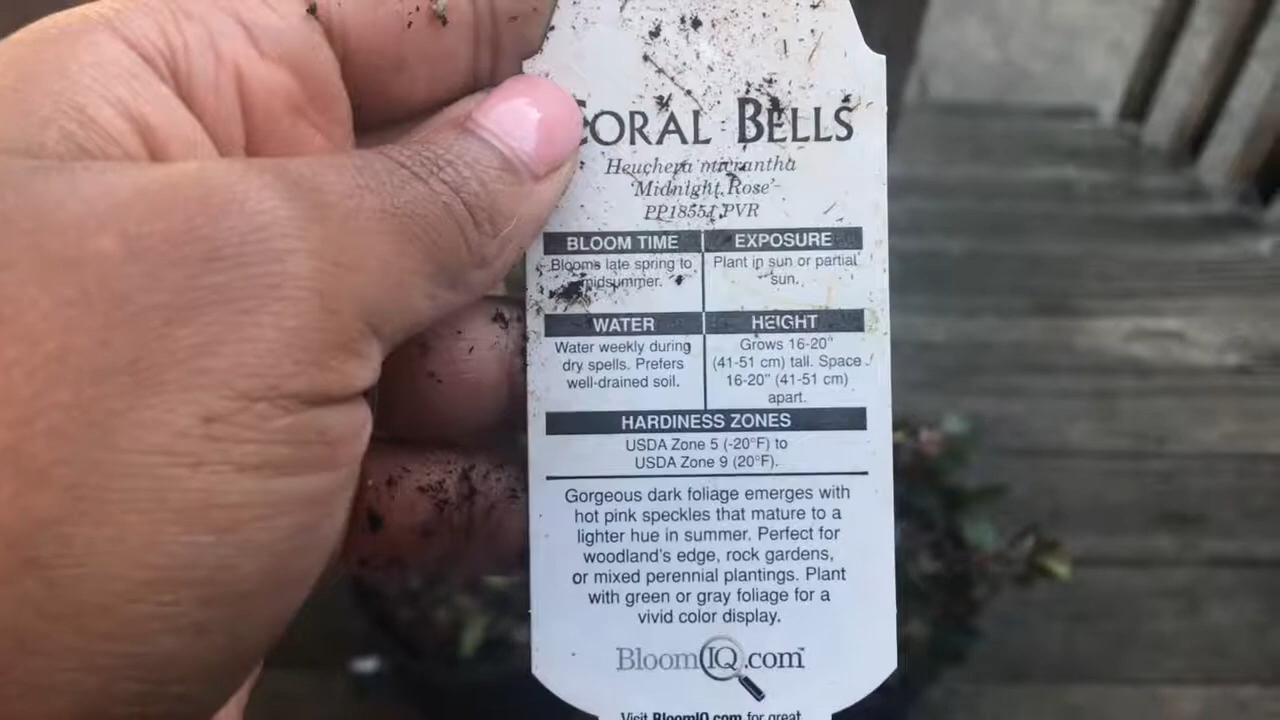 CORAL BELLS
Heuchera micrantha
'Midnight Rose'
PP18551 PVR
BLOOM TIME
Blooms late spring to
midsummer.
EXPOSURE
Plant in sun or partial
sun.
WATER
Water weekly during
dry spells. Prefers
well-drained soil.
HEIGHT
Grows 16-20"
(41-51 cm) tall. Space
16-20" (41-51 cm)
apart.
HARDINESS ZONES
USDA Zone 5 (-20°F) to
USDA Zone 9 (20°F).
Gorgeous dark foliage emerges with
hot pink speckles that mature to a
lighter hue in summer. Perfect for
woodland's edge, rock gardens,
or mixed perennial plantings. Plant
with green or gray foliage for a
vivid color display.
BloomIQ.com™
Visit BloomIQ.com for great